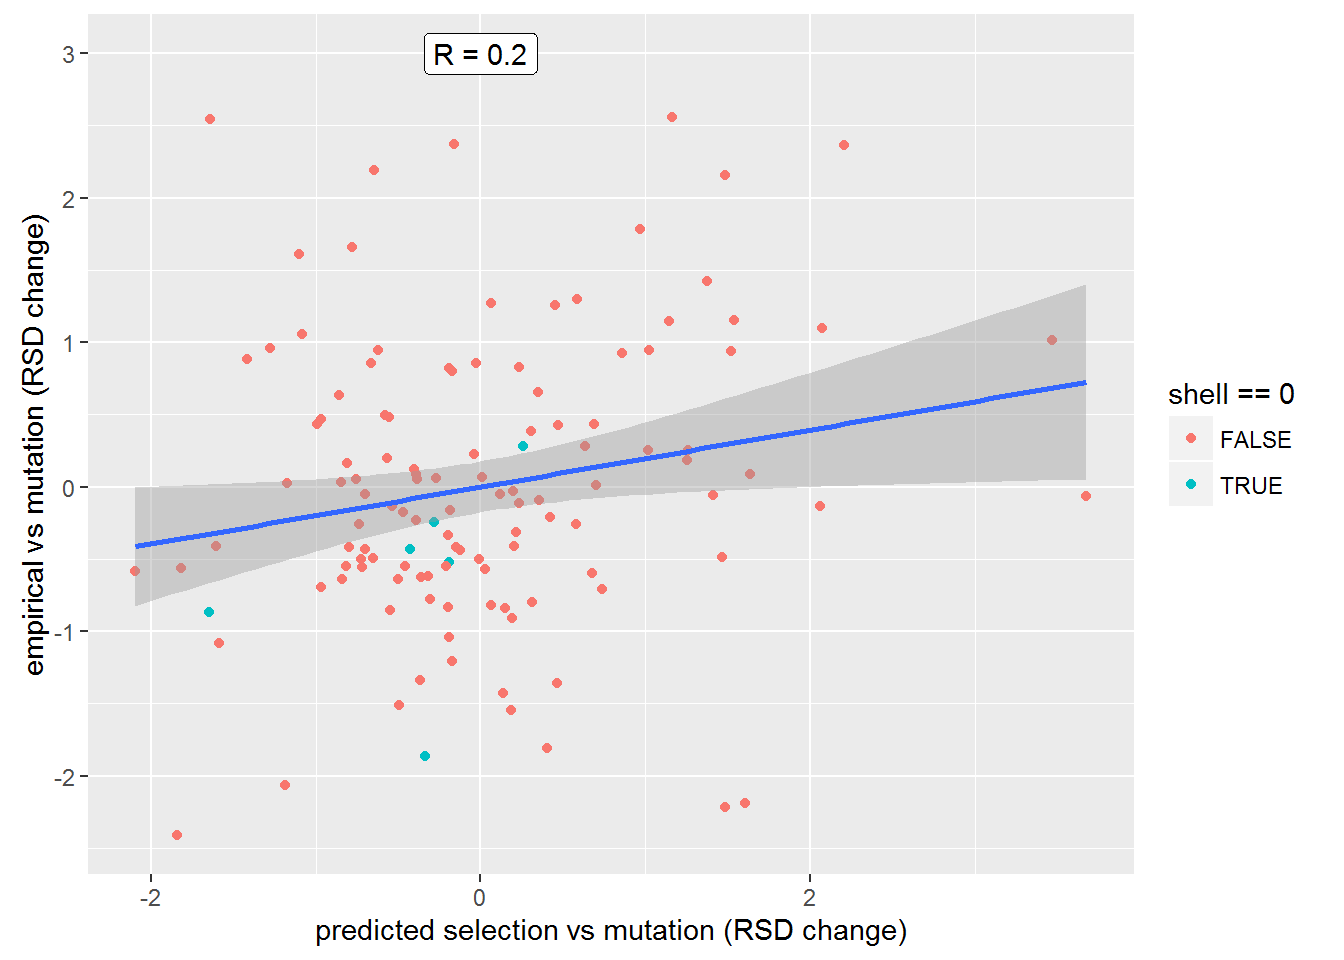 R = 0.2
3
2
1
0
-1
-2
-2
0
2
predicted selection vs mutation (RSD change)
empirical vs mutation (RSD change)
shell == 0
FALSE
TRUE